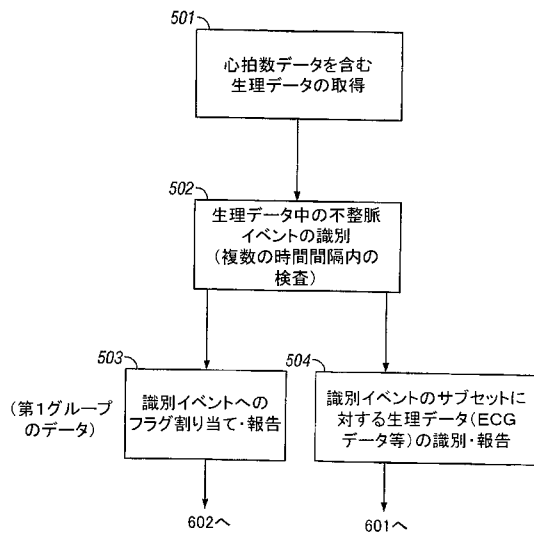 501
心拍数データを含む
生理データの取得
502
生理データ中の不整脈
イベントの識別
(複数の時間間隔内の
検査)
503
(第1グループ
のデータ)
識別イベントへの
フラグ割り当て・報告
504
識別イベントのサブセットに
対する生理データ(ECG
データ等)の識別・報告
602へ
601へ